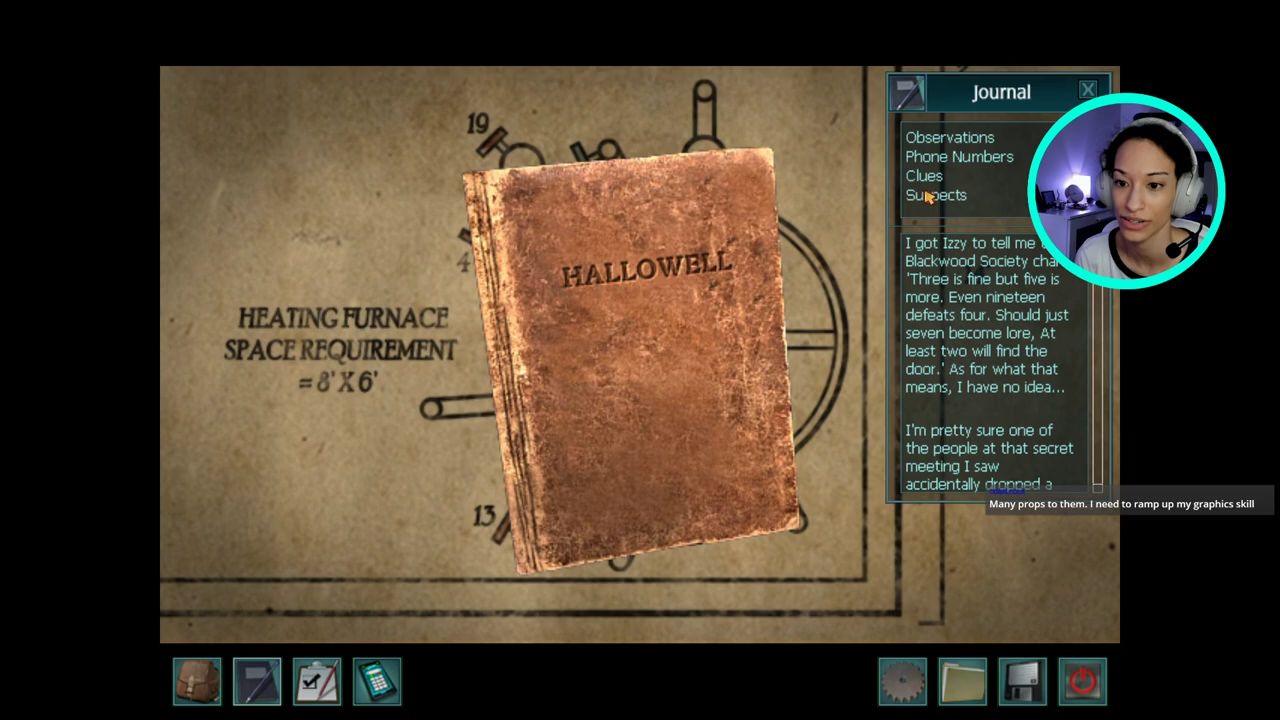 19
HALLOWELL
4
HEATING FURNACE
SPACE REQUIREMENT
= 8' X 6'
13
Journal
X
Observations
Phone Numbers
Clues
Suspects
I got Izzy to tell me
Blackwood Society
'Three is fine but five is
more. Even nineteen
defeats four. Should just
seven become lore, At
least two will find the
door.' As for what that
means, I have no idea...
I'm pretty sure one of
the people at that secret
meeting I saw
accidentally dropped a
Many props to them. I need to ramp up my graphics skill